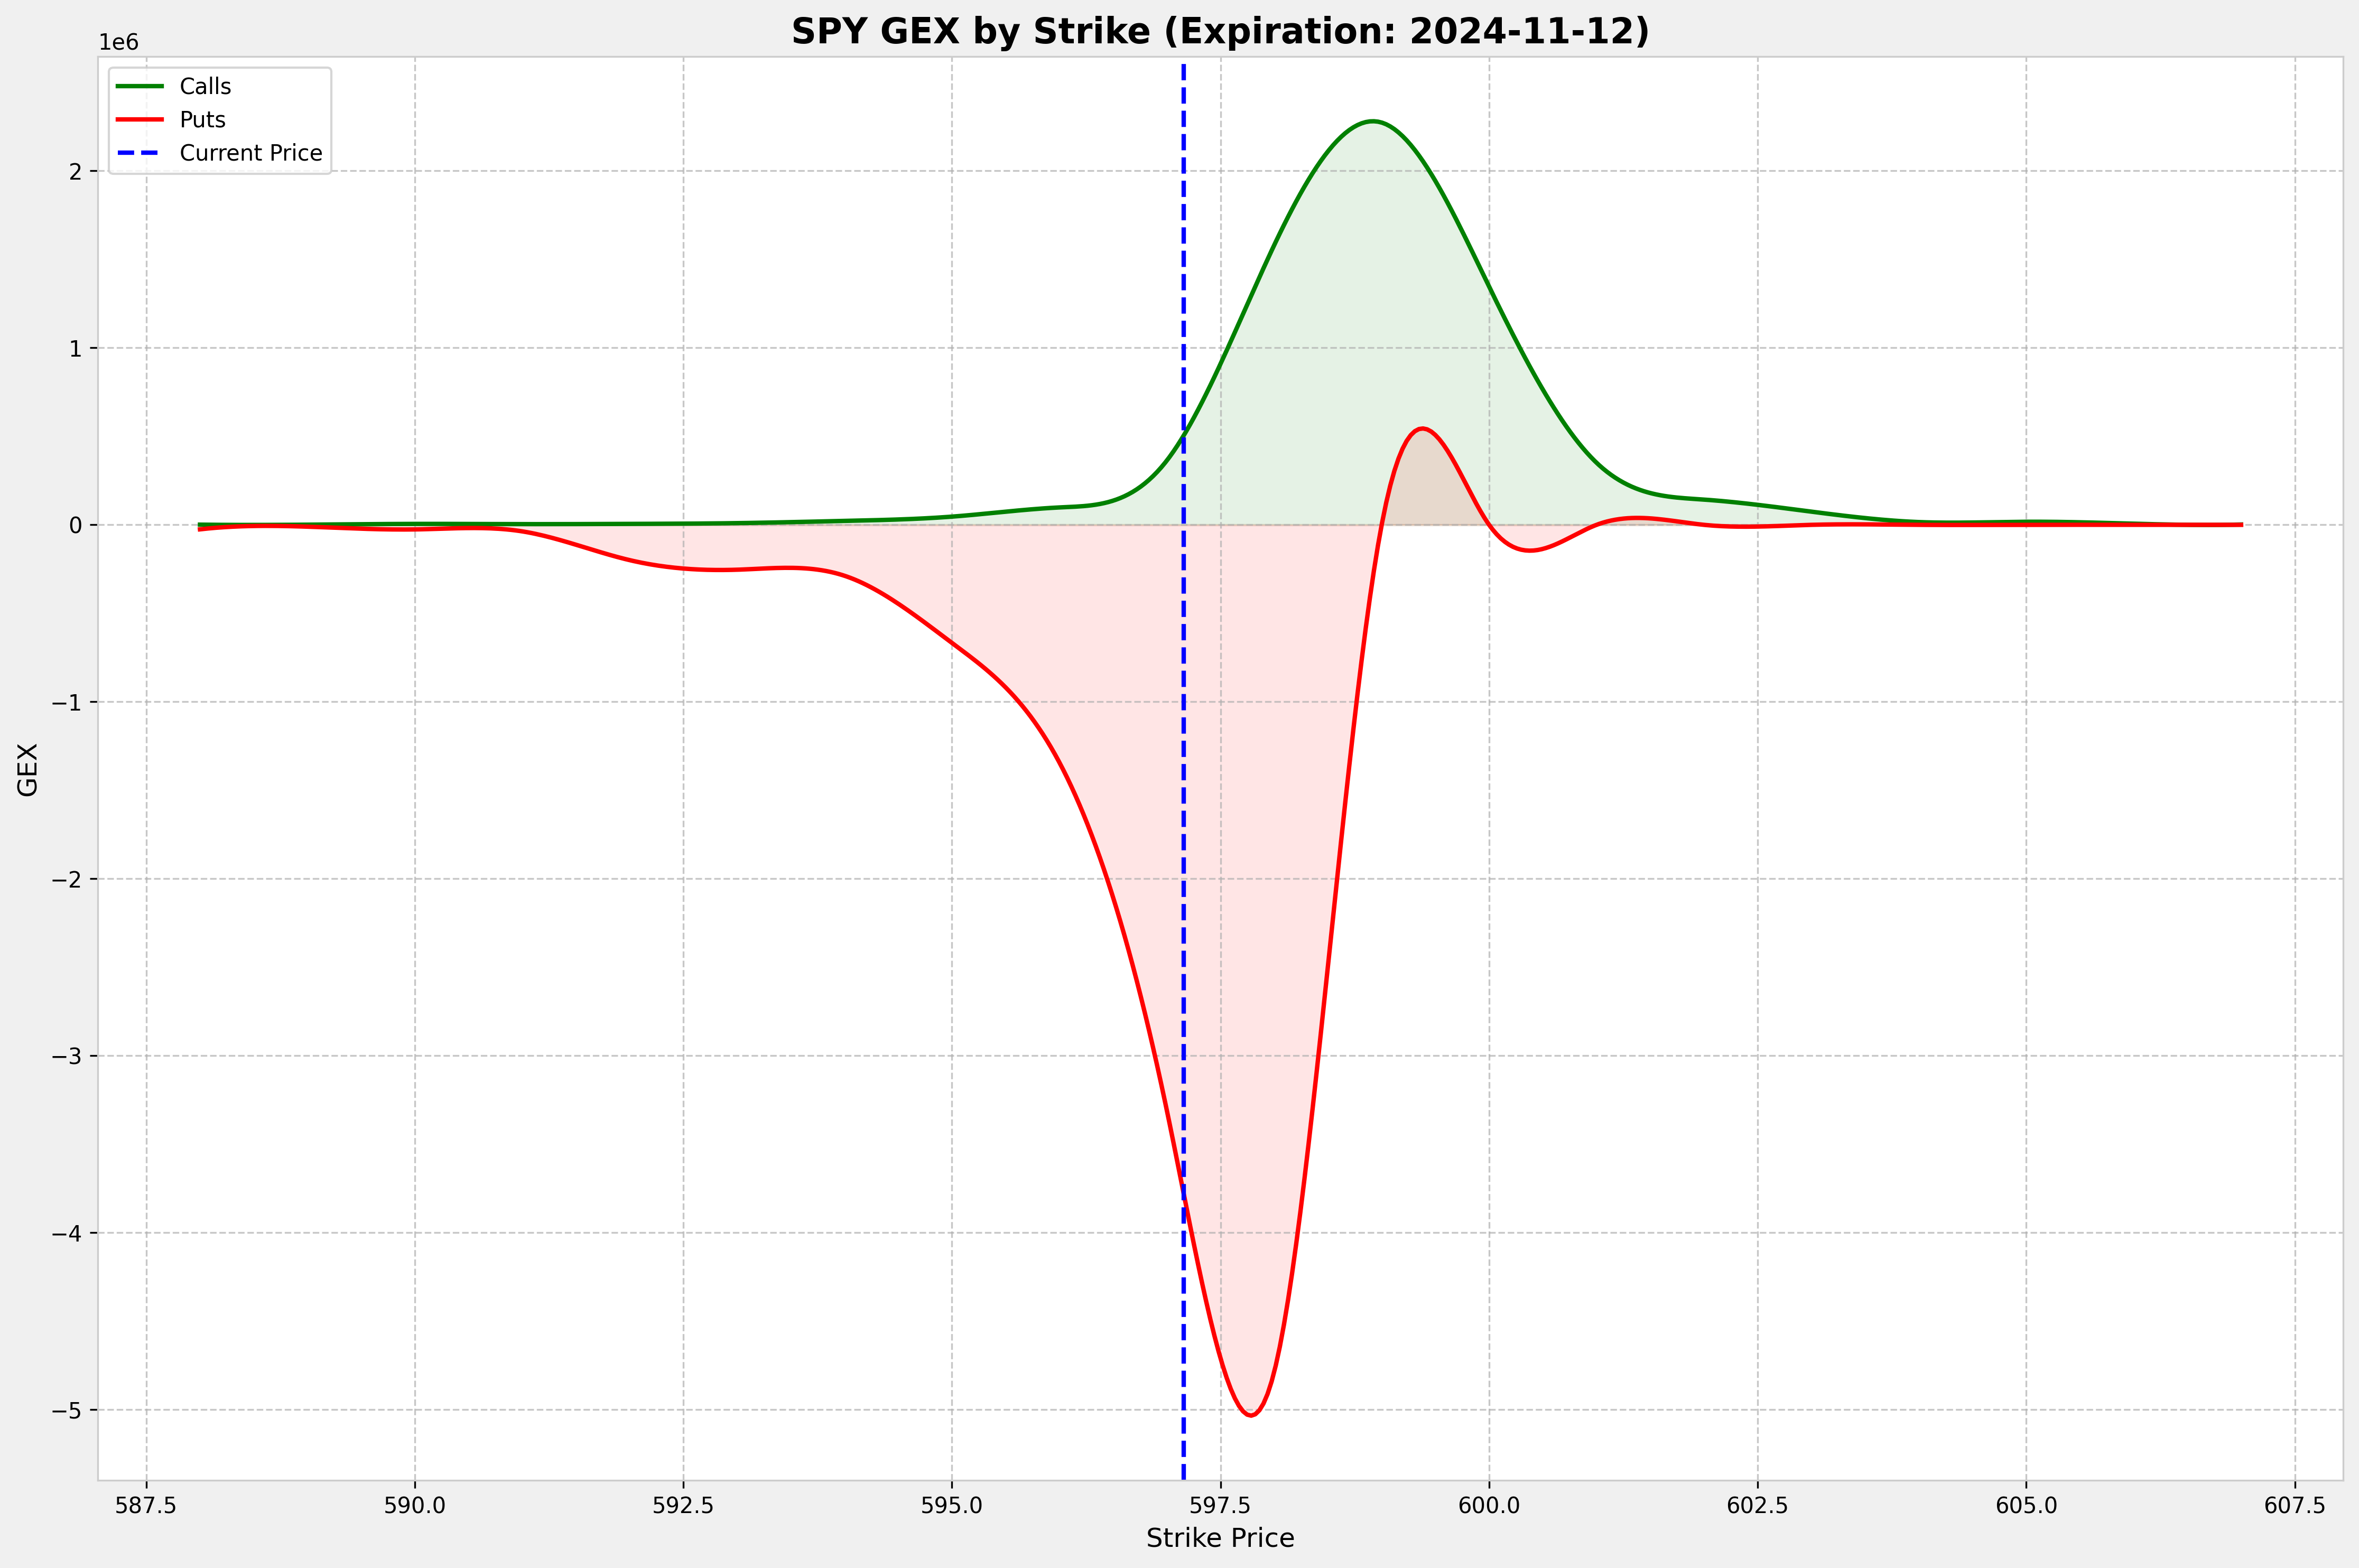 SPY GEX by Strike (Expiration: 2024-11-12)
1e6
Calls
Puts
Current Price
2
1
0
−1
−2
−3
−4
−5
GEX
587.5 590.0 592.5 595.0 597.5 600.0 602.5 605.0 607.5
Strike Price